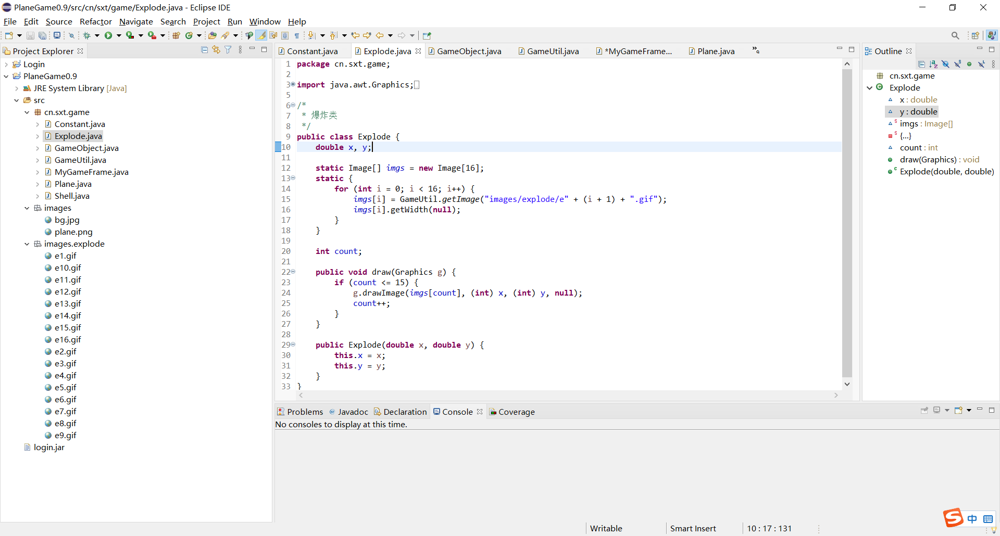 PlaneGame0.9/src/cn/sxt/game/Explode.java - Eclipse IDE
File Edit Source Refactor Navigate Search Project Run Window Help
Project Explorer
Login
PlaneGame0.9
JRE System Library [Java]
src
cn.sxt.game
Constant.java
Explode.java
GameObject.java
GameUtil.java
MyGameFrame.java
Plane.java
Shell.java
images
bg.jpg
plane.png
images.explode
e1.gif
e10.gif
e11.gif
e12.gif
e13.gif
e14.gif
e15.gif
e16.gif
e2.gif
e3.gif
e4.gif
e5.gif
e6.gif
e7.gif
e8.gif
e9.gif
login.jar
Constant.java Explode.java GameObject.java GameUtil.java *MyGameFrame... Plane.java
1 package cn.sxt.game;
2
3 import java.awt.Graphics;
5
6 /*
7 * 爆炸类
8 */
9 public class Explode {
10 double x, y;
11
12 static Image[] imgs = new Image[16];
13 static {
14 for (int i = 0; i < 16; i++) {
15 imgs[i] = GameUtil.getImage("images/explode/e" + (i + 1) + ".gif");
16 imgs[i].getWidth(null);
17 }
18 }
19
20 int count;
21
22 public void draw(Graphics g) {
23 if (count <= 15) {
24 g.drawImage(imgs[count], (int) x, (int) y, null);
25 count++;
26 }
27 }
28
29 public Explode(double x, double y) {
30 this.x = x;
31 this.y = y;
32 }
33 }
Outline
cn.sxt.game
Explode
x : double
y : double
imgs : Image[]
{...}
count : int
draw(Graphics) : void
Explode(double, double)
Problems @ Javadoc Declaration Console Coverage
No consoles to display at this time.
Writable Smart Insert 10 : 17 : 131
S 中